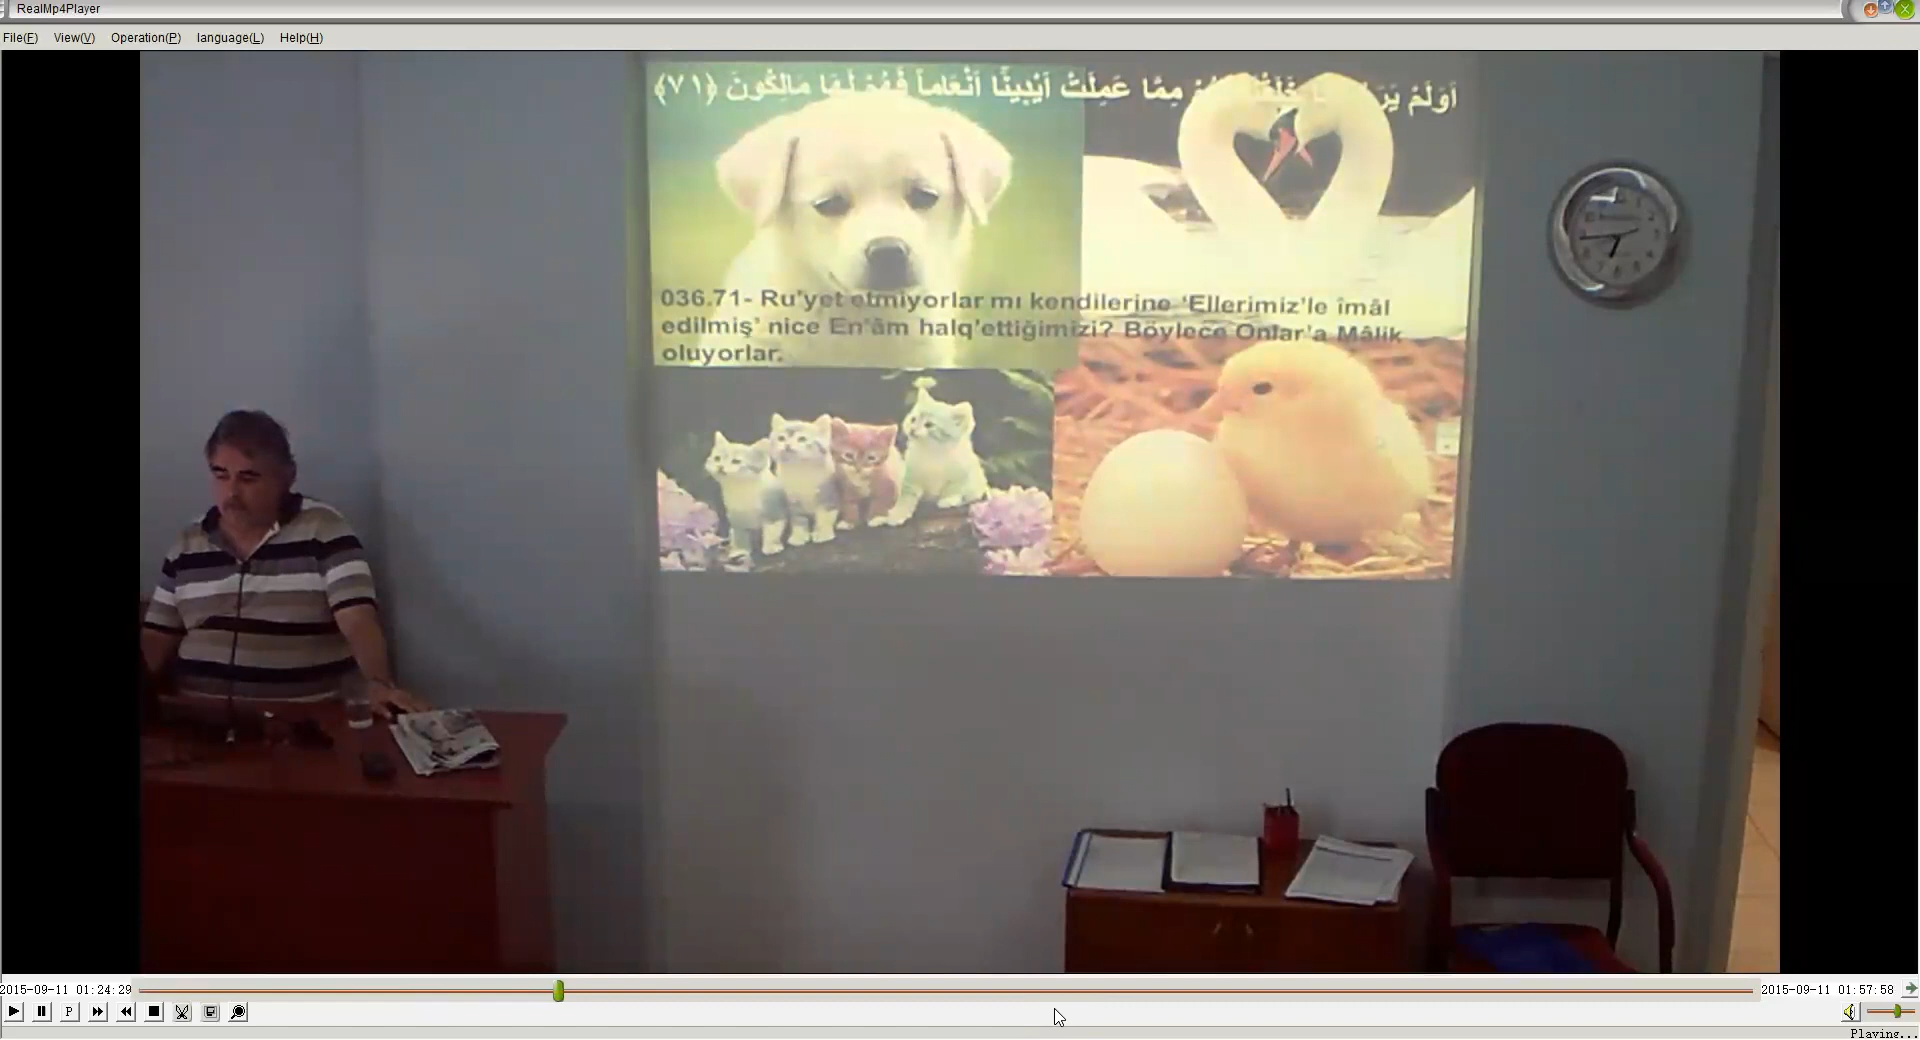 RealMp4Player
File(F) View(V) Operation(P) language(L) Help(H)
اَوَلَمْ مِمَّا عَمِلَتْ اَيْدِينَٓا اَنْعَاماً فَهُمْ لَهَا مَالِكُونَ ﴿٧١﴾
036.71- Ru'yet etmiyorlar mı kendilerine 'Ellerimiz'le îmâl
edilmiş' nice En'âm halq'ettiğimizi? Böylece Onlar'a Mâlik
oluyorlar.
2015-09-11 01:24:29 2015-09-11 01:57:58
P
Playing...